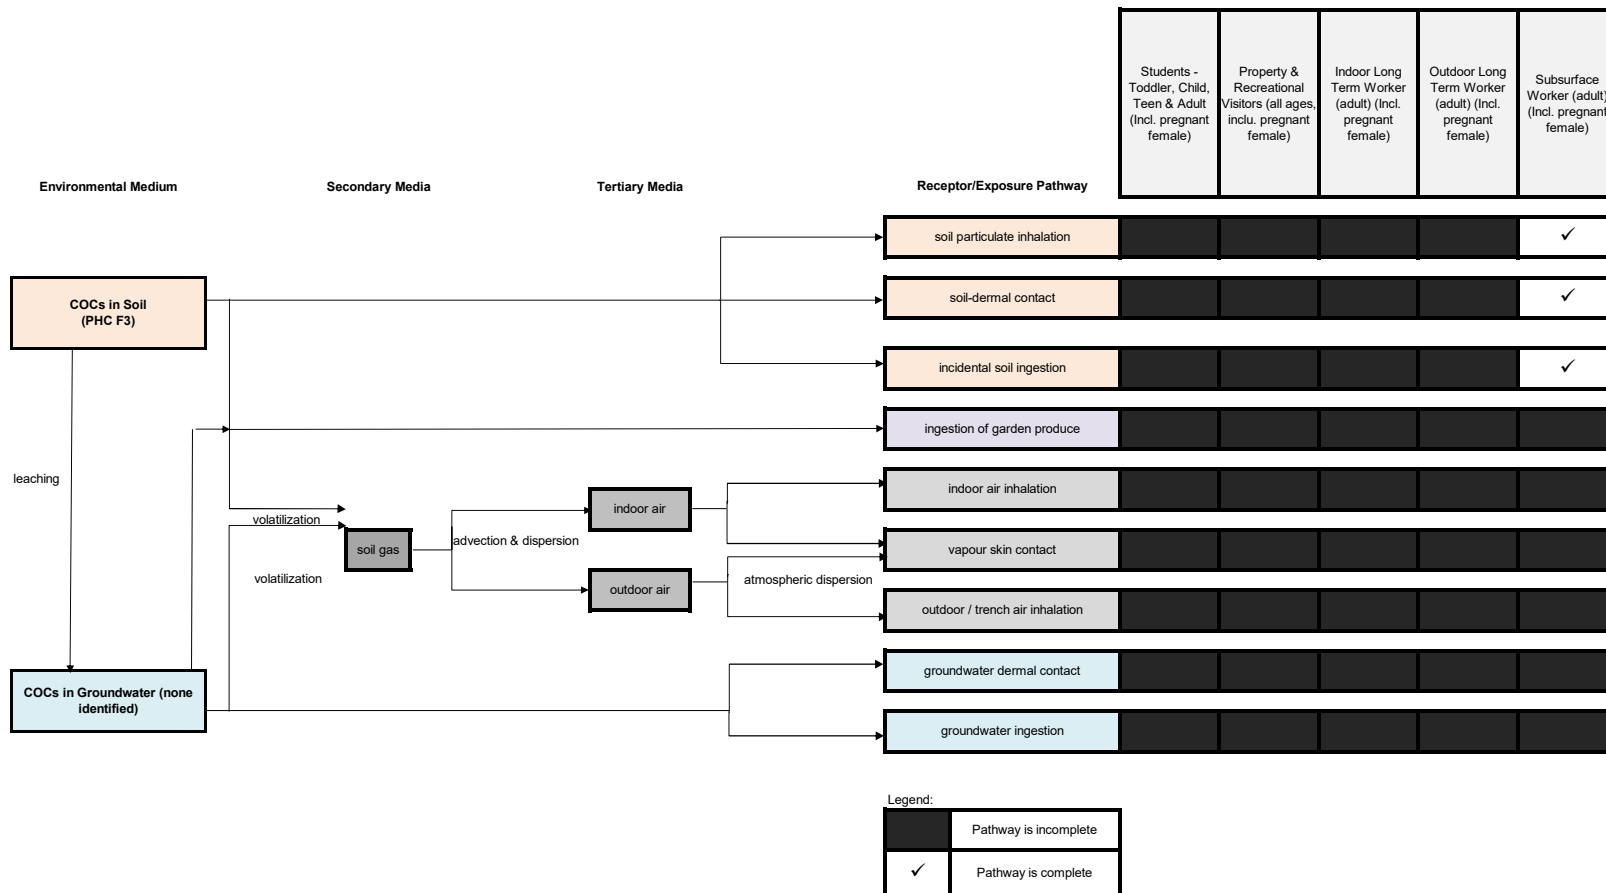 Students -
Toddler, Child,
Teen & Adult
(Incl. pregnant
female)
Property &
Recreational
Visitors (all ages,
inclu. pregnant
female)
Indoor Long
Term Worker
(adult) (Incl.
pregnant
female)
Outdoor Long
Term Worker
(adult) (Incl.
pregnant
female)
Subsurface
Worker (adult)
(Incl. pregnant
female)
Environmental Medium
Secondary Media
Tertiary Media
Receptor/Exposure Pathway
soil particulate inhalation
✓
COCs in Soil
(PHC F3)
soil-dermal contact
✓
incidental soil ingestion
✓
ingestion of garden produce
leaching
indoor air inhalation
indoor air
volatilization
soil gas
advection & dispersion
vapour skin contact
volatilization
outdoor air
atmospheric dispersion
outdoor / trench air inhalation
groundwater dermal contact
COCs in Groundwater (none
identified)
groundwater ingestion
Legend:
Pathway is incomplete
✓
Pathway is complete